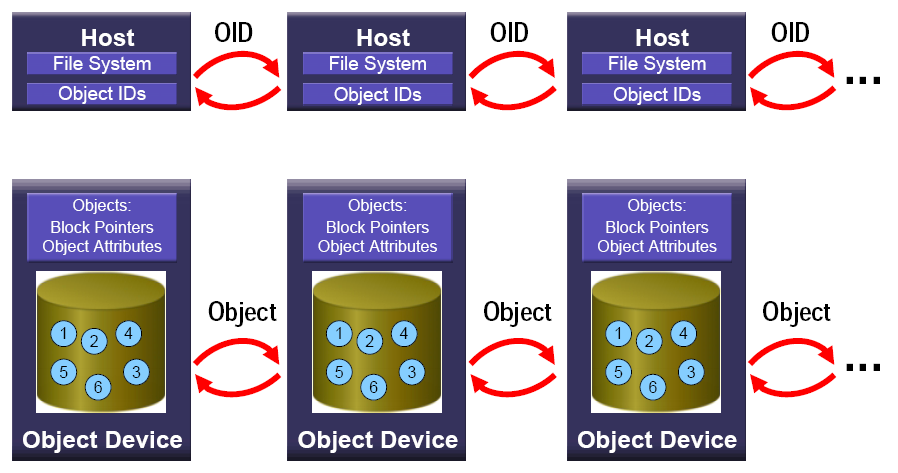 Host
File System
Object IDs
OID
Host
File System
Object IDs
OID
Host
File System
Object IDs
OID
...
Objects:
Block Pointers
Object Attributes
1
2
4
5
6
3
Object Device
Object
Objects:
Block Pointers
Object Attributes
1
2
4
5
6
3
Object Device
Object
Objects:
Block Pointers
Object Attributes
1
2
4
5
6
3
Object Device
Object
...